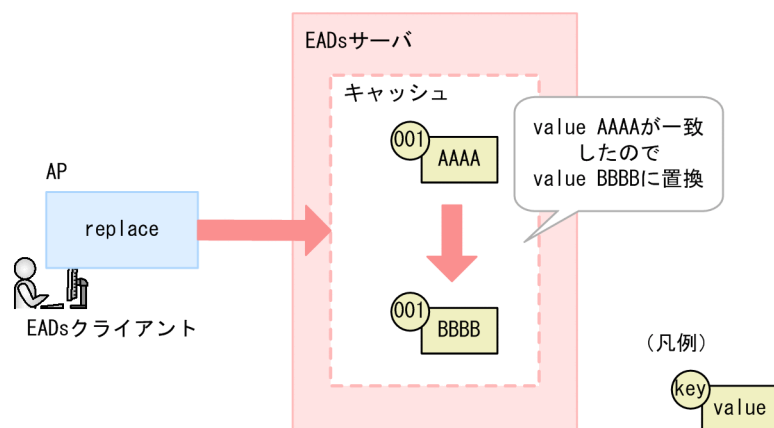 EADsサーバ
キャッシュ
001
AAAA
value AAAAが一致
したので
value BBBBに置換
AP
replace
EADsクライアント
001
BBBB
（凡例）
key
value